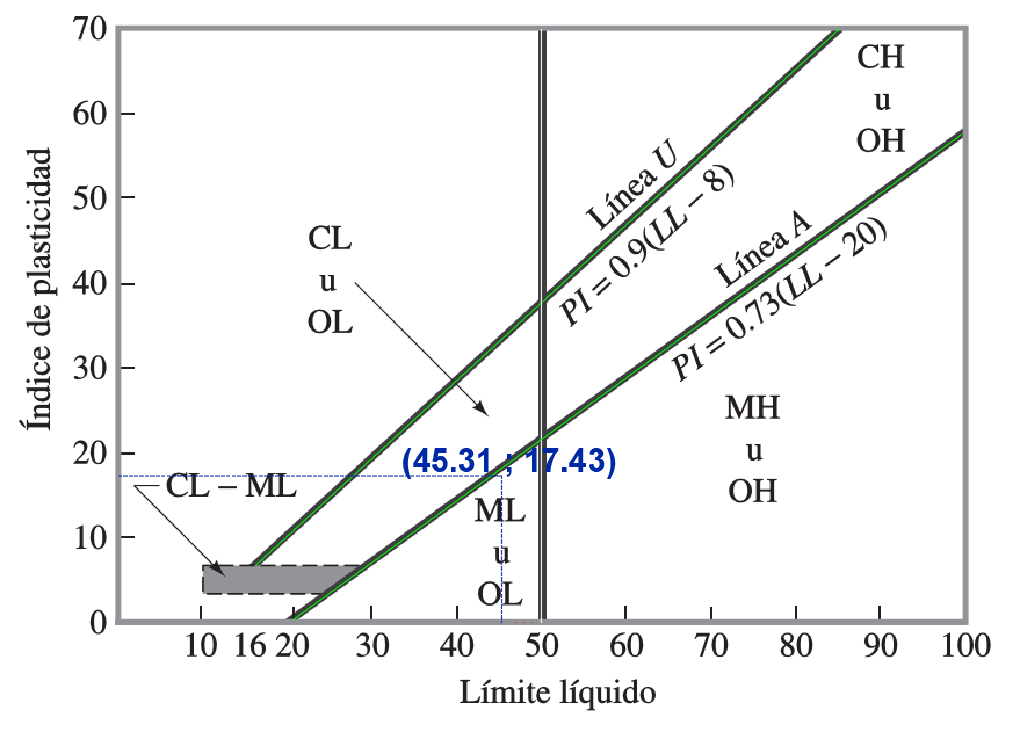 70
60
50
40
30
20
10
0
Índice de plasticidad
CL
u
OL
CL – ML
Línea U
PI = 0.9(LL – 8)
Línea A
PI = 0.73(LL – 20)
CH
u
OH
(45.31 ; 17.43)
ML
u
OL
MH
u
OH
10 16 20 30 40 50 60 70 80 90 100
Límite líquido